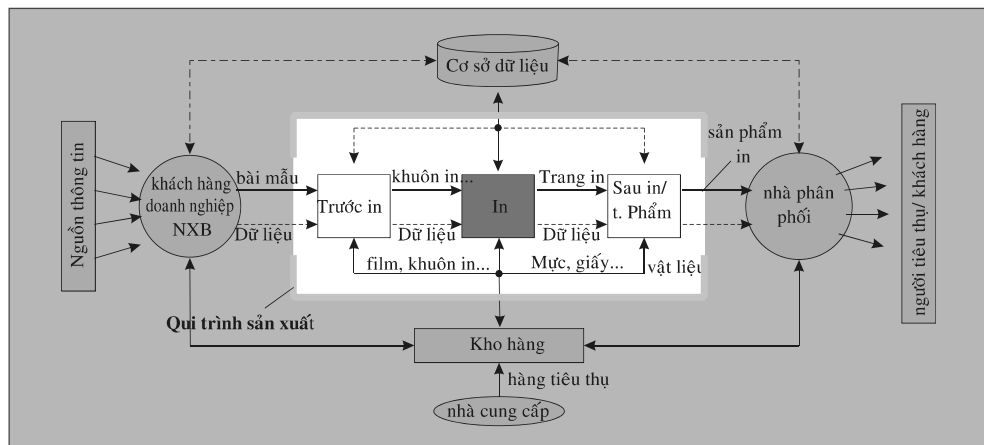 Cơ sở dữ liệu
Nguồn thông tin
khách hàng
doanh nghiệp
NXB
bài mẫu
Dữ liệu
Trước in
khuôn in...
Dữ liệu
In
Trang in
Dữ liệu
Sau in/
t. Phẩm
sản phẩm
in
nhà phân
phối
người tiêu thụ/ khách hàng
film, khuôn in...
Mực, giấy...
vật liệu
Qui trình sản xuất
Kho hàng
hàng tiêu thụ
nhà cung cấp